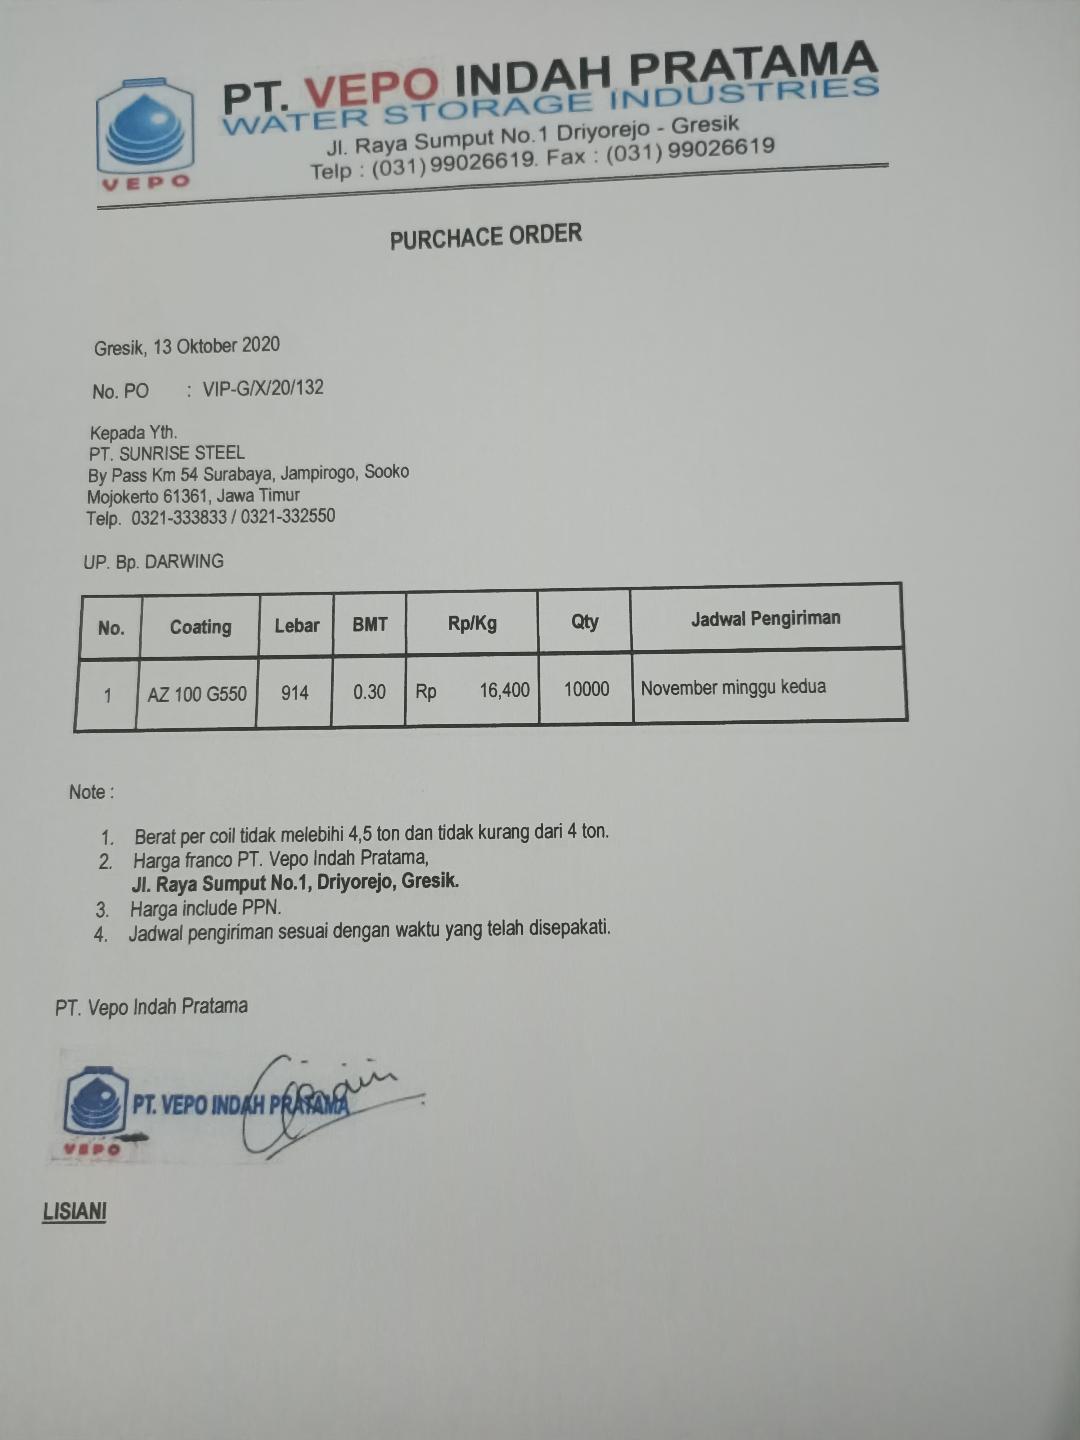 PT. VEPO INDAH PRATAMA
WATER STORAGE INDUSTRIES
Jl. Raya Sumput No.1 Driyorejo - Gresik
Telp : (031) 99026619. Fax : (031) 99026619
VEPO
PURCHACE ORDER
Gresik, 13 Oktober 2020
No. PO : VIP-G/X/20/132
Kepada Yth.
PT. SUNRISE STEEL
By Pass Km 54 Surabaya, Jampirogo, Sooko
Mojokerto 61361, Jawa Timur
Telp. 0321-333833 / 0321-332550
UP. Bp. DARWING
No. Coating Lebar BMT Rp/Kg Qty Jadwal Pengiriman
1 AZ 100 G550 914 0.30 Rp 16,400 10000 November minggu kedua
Note :
1. Berat per coil tidak melebihi 4,5 ton dan tidak kurang dari 4 ton.
2. Harga franco PT. Vepo Indah Pratama,
Jl. Raya Sumput No.1, Driyorejo, Gresik.
3. Harga include PPN.
4. Jadwal pengiriman sesuai dengan waktu yang telah disepakati.
PT. Vepo Indah Pratama
PT. VEPO INDAH PRATAMA
VEPO
LISIANI